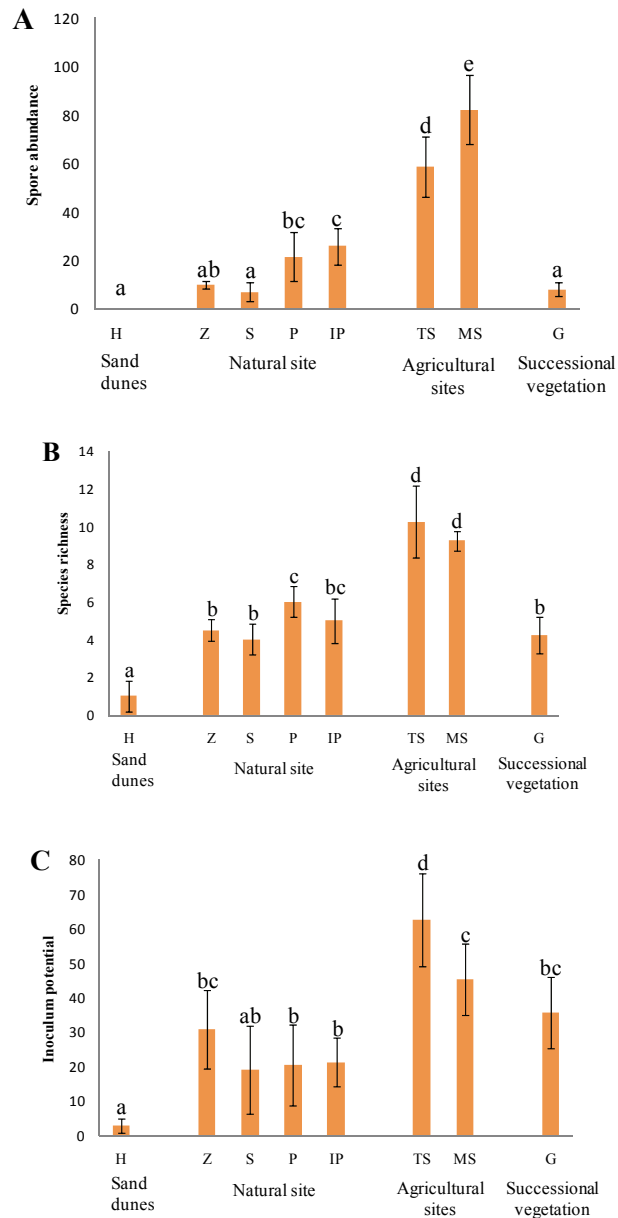 A
120
100
80
60
40
20
0
Spore abundance
a
ab
a
bc
c
d
e
a
H
Z
S
P
IP
TS
MS
G
Sand
dunes
Natural site
Agricultural
sites
Successional
vegetation
B
14
12
10
8
6
4
2
0
Species richness
a
b
b
c
bc
d
d
b
H
Z
S
P
IP
TS
MS
G
Sand
dunes
Natural site
Agricultural
sites
Successional
vegetation
C
80
70
60
50
40
30
20
10
0
Inoculum potential
a
bc
ab
b
b
d
c
bc
H
Z
S
P
IP
TS
MS
G
Sand
dunes
Natural site
Agricultural
sites
Successional
vegetation